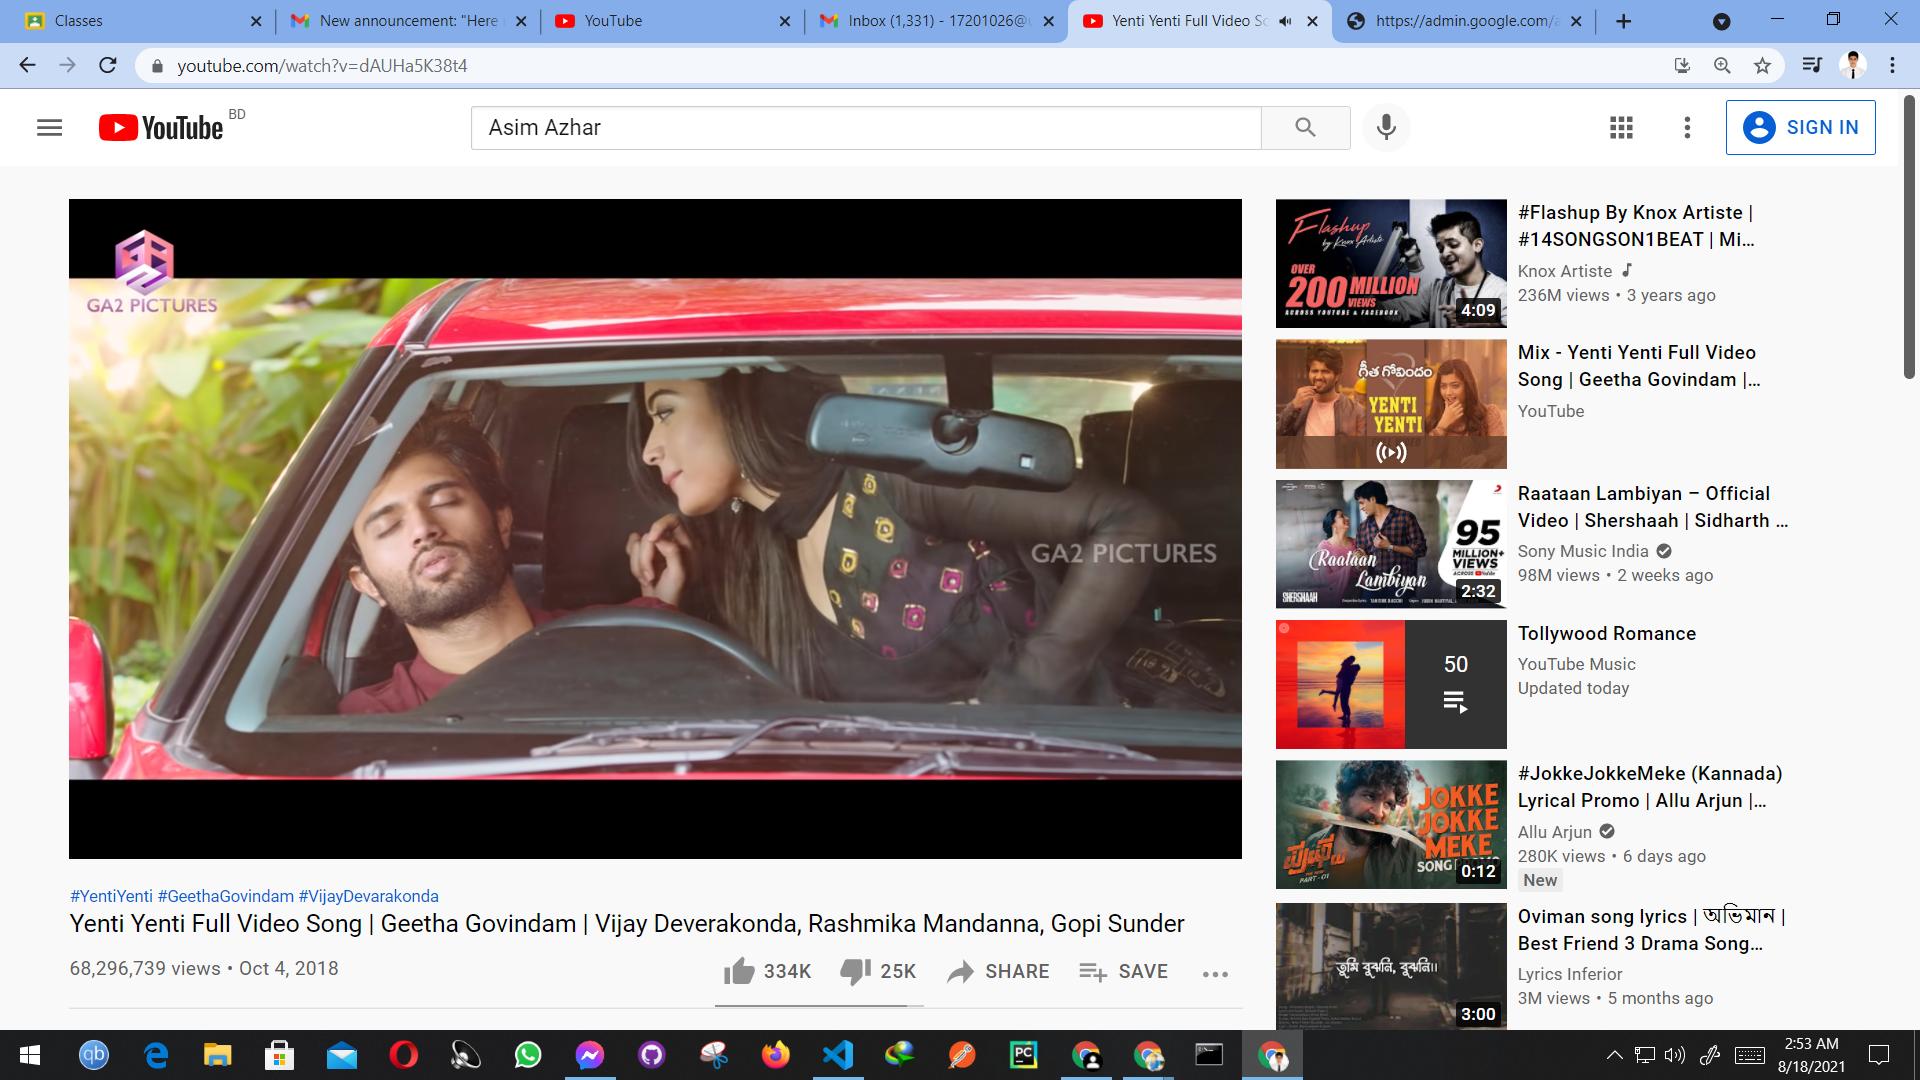 Classes
New announcement: "Here
YouTube
Inbox (1,331) - 17201026@
Yenti Yenti Full Video So
https://admin.google.com/a
youtube.com/watch?v=dAUHa5K38t4
YouTube BD
Asim Azhar
SIGN IN
GA2 PICTURES
GA2 PICTURES
#YentiYenti #GeethaGovindam #VijayDevarakonda
Yenti Yenti Full Video Song | Geetha Govindam | Vijay Deverakonda, Rashmika Mandanna, Gopi Sunder
68,296,739 views • Oct 4, 2018
334K
25K
SHARE
SAVE
Flashup
by Knox Artiste
OVER
200 MILLION
VIEWS
ACROSS YOUTUBE & FACEBOOK
4:09
#Flashup By Knox Artiste |
#14SONGSON1BEAT | Mi...
Knox Artiste
236M views • 3 years ago
గీత గోవిందం
YENTI
YENTI
Mix - Yenti Yenti Full Video
Song | Geetha Govindam |...
YouTube
95
MILLION+
VIEWS
Raataan
Lambiyan
SHERSHAAH
2:32
Raataan Lambiyan – Official
Video | Shershaah | Sidharth ...
Sony Music India
98M views • 2 weeks ago
50
Tollywood Romance
YouTube Music
Updated today
JOKKE
JOKKE
MEKE
ಪುಷ್ಪ
PART-01
SONG
0:12
#JokkeJokkeMeke (Kannada)
Lyrical Promo | Allu Arjun |...
Allu Arjun
280K views • 6 days ago
New
তুমি বুঝনি, বুঝনি।।
3:00
Oviman song lyrics | অভিমান |
Best Friend 3 Drama Song...
Lyrics Inferior
3M views • 5 months ago
qb
PC
2:53 AM
8/18/2021